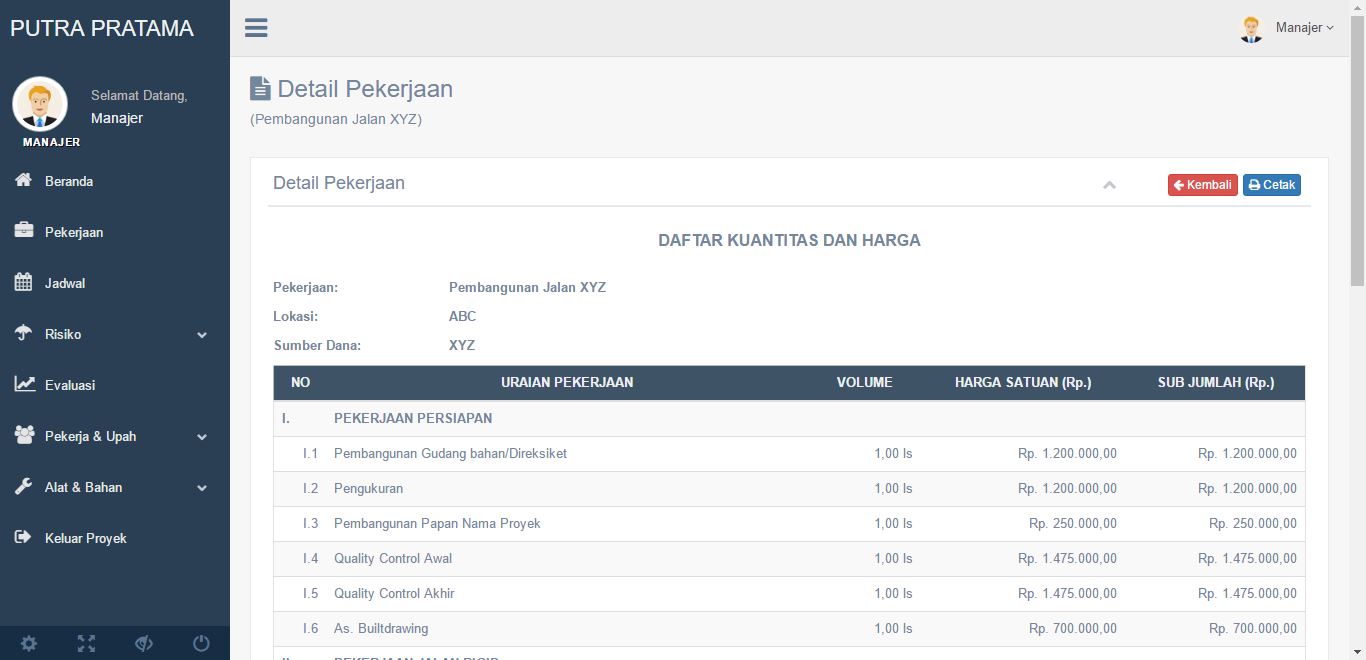 PUTRA PRATAMA
Manajer
Selamat Datang,
Manajer
MANAJER
Beranda
Pekerjaan
Jadwal
Risiko
Evaluasi
Pekerja & Upah
Alat & Bahan
Keluar Proyek
Detail Pekerjaan
(Pembangunan Jalan XYZ)
Detail Pekerjaan
Kembali Cetak
DAFTAR KUANTITAS DAN HARGA
Pekerjaan: Pembangunan Jalan XYZ
Lokasi: ABC
Sumber Dana: XYZ
NO URAIAN PEKERJAAN VOLUME HARGA SATUAN (Rp.) SUB JUMLAH (Rp.)
I. PEKERJAAN PERSIAPAN
I.1 Pembangunan Gudang bahan/Direksiket 1,00 ls Rp. 1.200.000,00 Rp. 1.200.000,00
I.2 Pengukuran 1,00 ls Rp. 1.200.000,00 Rp. 1.200.000,00
I.3 Pembangunan Papan Nama Proyek 1,00 ls Rp. 250.000,00 Rp. 250.000,00
I.4 Quality Control Awal 1,00 ls Rp. 1.475.000,00 Rp. 1.475.000,00
I.5 Quality Control Akhir 1,00 ls Rp. 1.475.000,00 Rp. 1.475.000,00
I.6 As. Builtdrawing 1,00 ls Rp. 700.000,00 Rp. 700.000,00